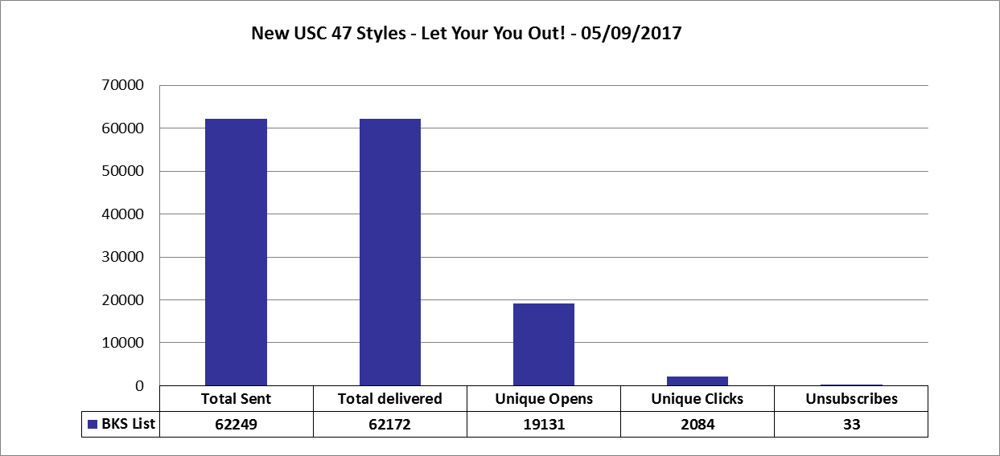 New USC 47 Styles - Let Your You Out! - 05/09/2017
70000
60000
50000
40000
30000
20000
10000
0
Total Sent Total delivered Unique Opens Unique Clicks Unsubscribes
BKS List 62249 62172 19131 2084 33